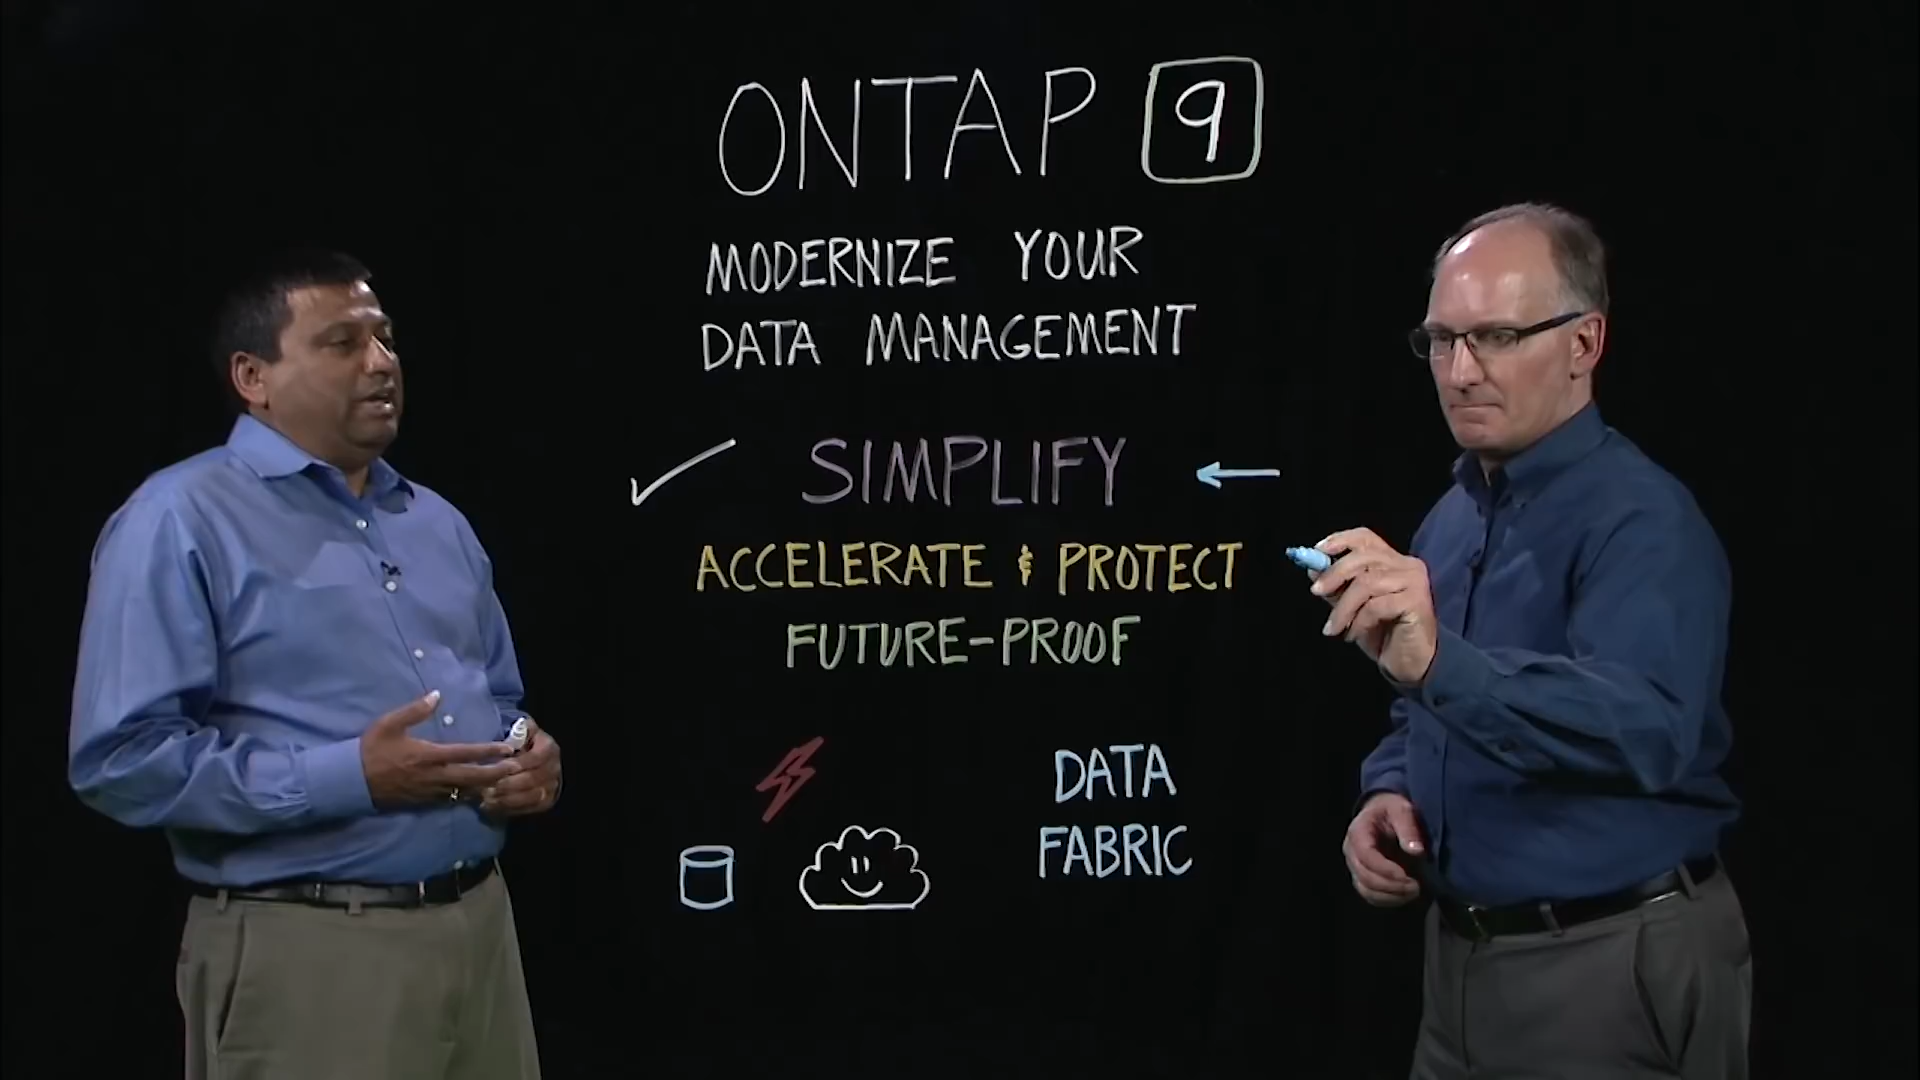 ONTAP 9
MODERNIZE YOUR
DATA MANAGEMENT
SIMPLIFY
ACCELERATE & PROTECT
FUTURE-PROOF
DATA
FABRIC